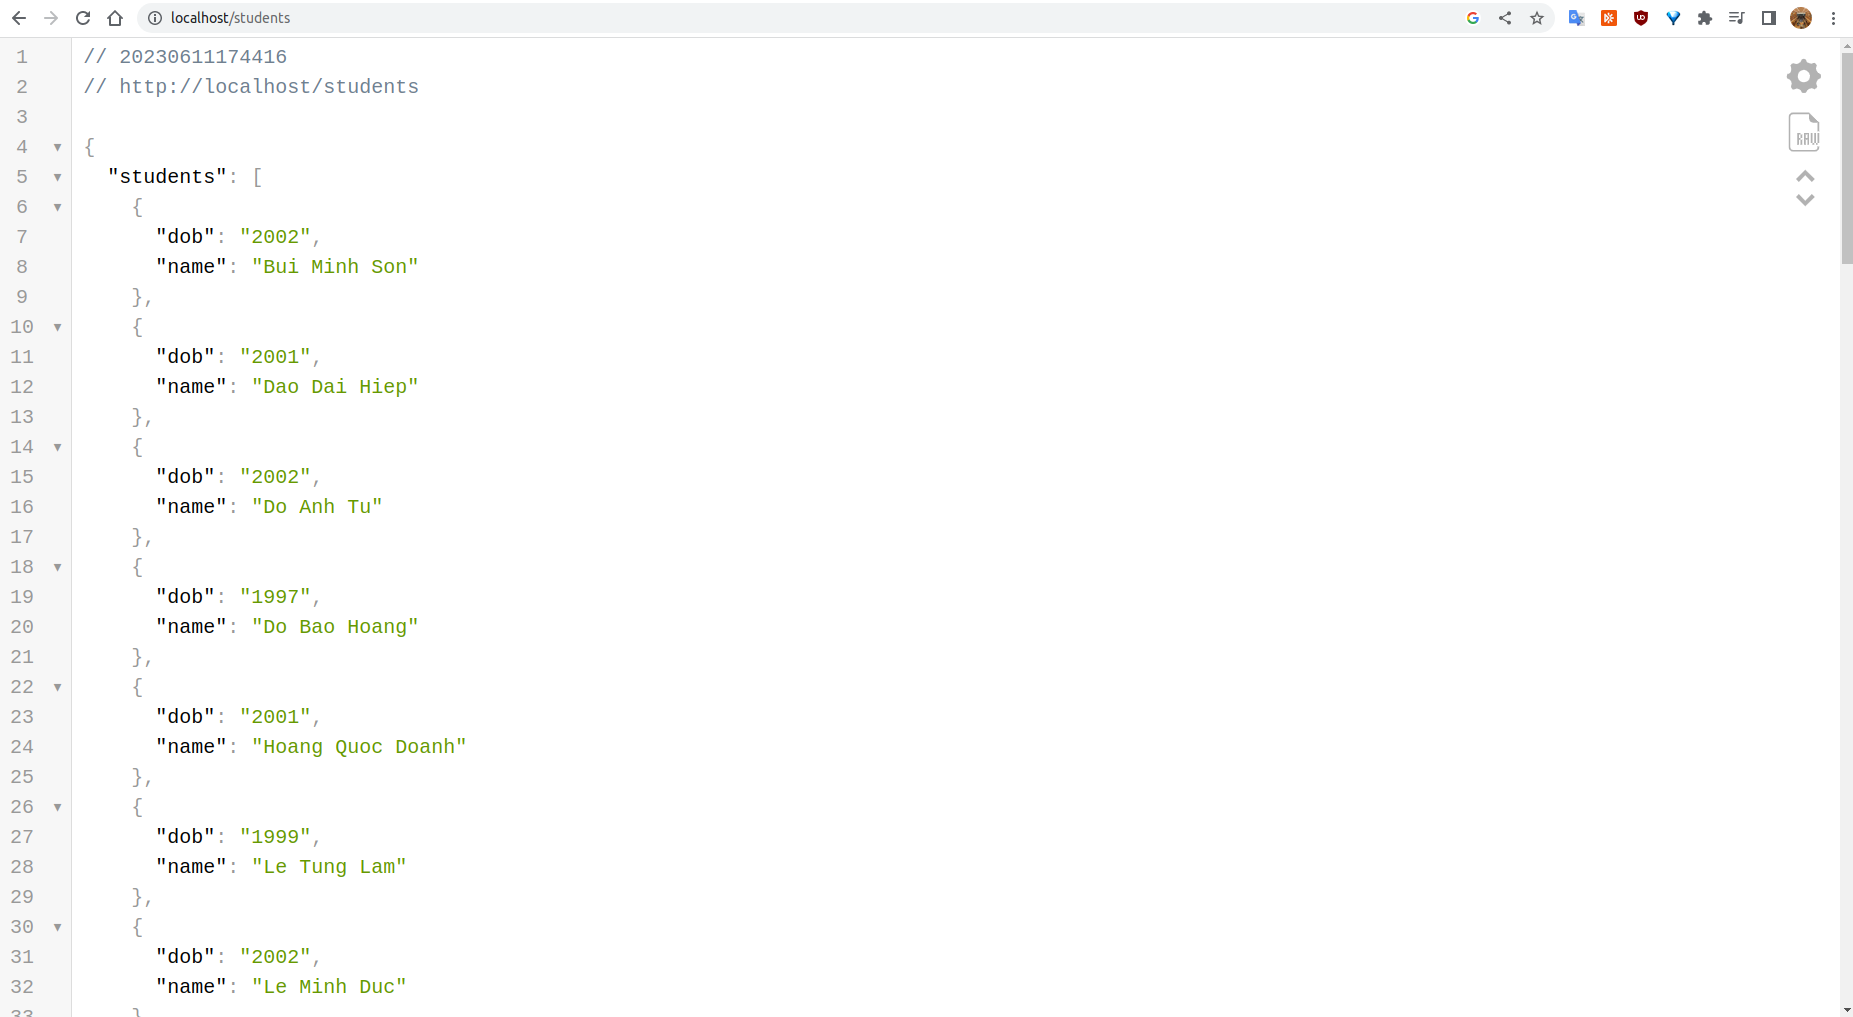 localhost/students
1 // 20230611174416
2 // http://localhost/students
3
4 {
5 "students": [
6 {
7 "dob": "2002",
8 "name": "Bui Minh Son"
9 },
10 {
11 "dob": "2001",
12 "name": "Dao Dai Hiep"
13 },
14 {
15 "dob": "2002",
16 "name": "Do Anh Tu"
17 },
18 {
19 "dob": "1997",
20 "name": "Do Bao Hoang"
21 },
22 {
23 "dob": "2001",
24 "name": "Hoang Quoc Doanh"
25 },
26 {
27 "dob": "1999",
28 "name": "Le Tung Lam"
29 },
30 {
31 "dob": "2002",
32 "name": "Le Minh Duc"
33 }
RAW